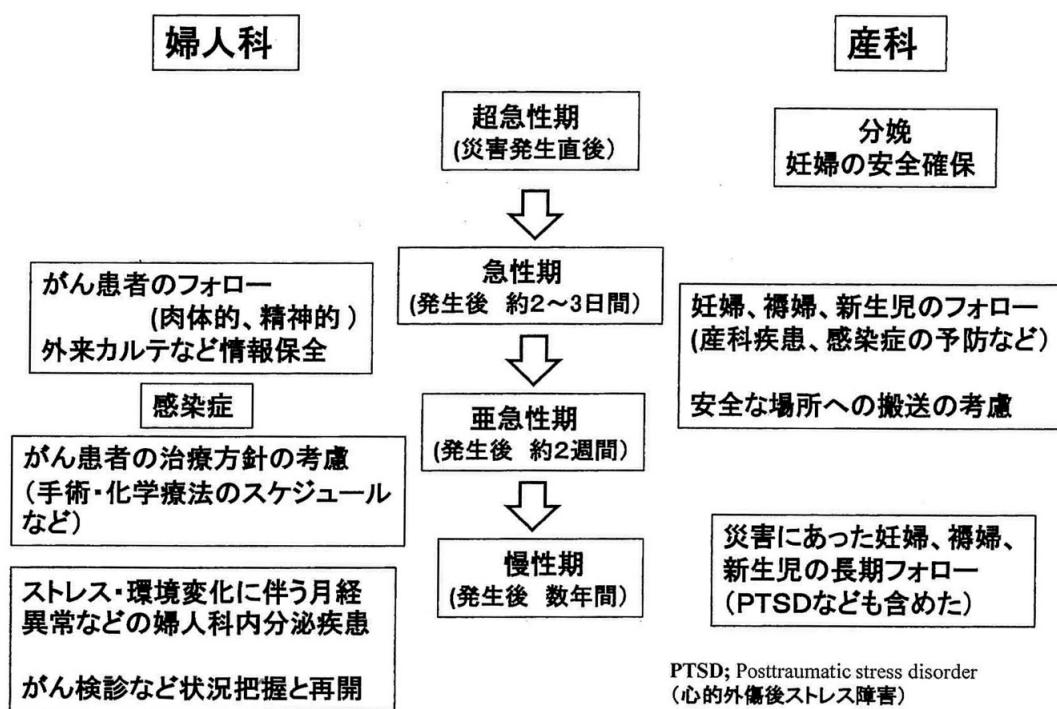 婦人科
産科
超急性期
(災害発生直後)
分娩
妊婦の安全確保
急性期
(発生後 約2～3日間)
がん患者のフォロー
(肉体的、精神的 )
外来カルテなど情報保全
妊婦、褥婦、新生児のフォロー
(産科疾患、感染症の予防など)
安全な場所への搬送の考慮
感染症
亜急性期
(発生後 約2週間)
がん患者の治療方針の考慮
(手術・化学療法のスケジュール
など)
慢性期
(発生後 数年間)
災害にあった妊婦、褥婦、
新生児の長期フォロー
(PTSDなども含めた)
ストレス・環境変化に伴う月経
異常などの婦人科内分泌疾患
がん検診など状況把握と再開
PTSD; Posttraumatic stress disorder
(心的外傷後ストレス障害)